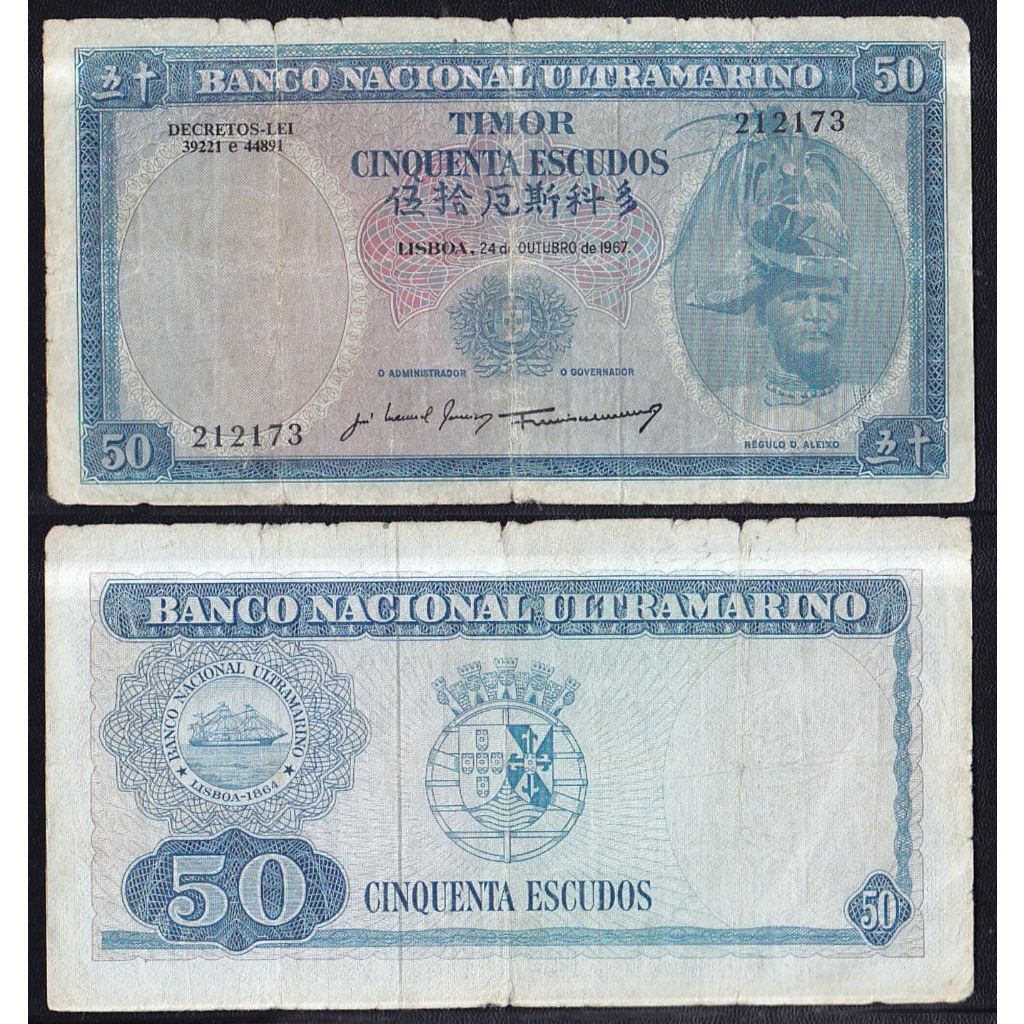 五十 BANCO NACIONAL ULTRAMARINO 50
DECRETOS-LEI
39221 e 44891
TIMOR
212173
CINQUENTA ESCUDOS
伍拾厄斯科多
LISBOA, 24 de OUTUBRO de 1967
O ADMINISTRADOR O GOVERNADOR
212173
RÉGULO D. ALEIXO
50 五十
BANCO NACIONAL ULTRAMARINO
★ BANCO NACIONAL ULTRAMARINO ★
LISBOA-1864
50 CINQUENTA ESCUDOS 50